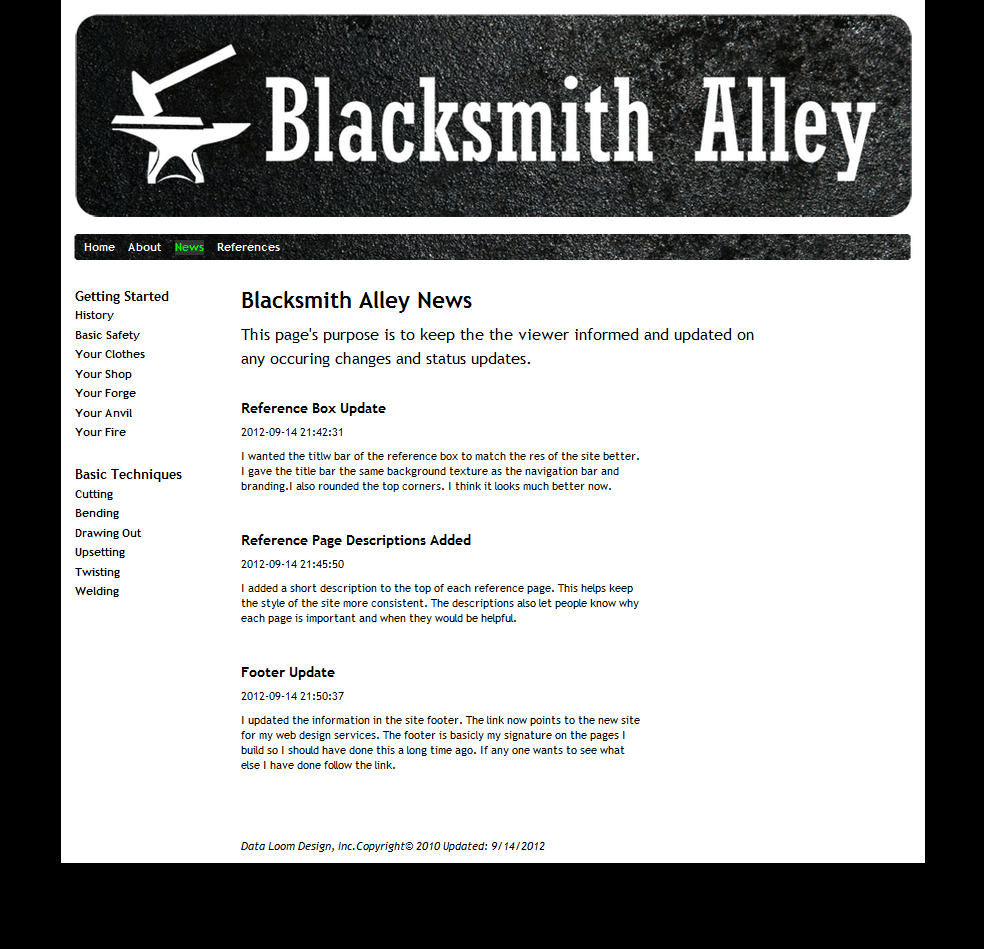 Blacksmith Alley
Home About News References
Getting Started
History
Basic Safety
Your Clothes
Your Shop
Your Forge
Your Anvil
Your Fire
Basic Techniques
Cutting
Bending
Drawing Out
Upsetting
Twisting
Welding
Blacksmith Alley News
This page's purpose is to keep the the viewer informed and updated on
any occuring changes and status updates.
Reference Box Update
2012-09-14 21:42:31
I wanted the titlw bar of the reference box to match the res of the site better.
I gave the title bar the same background texture as the navigation bar and
branding.I also rounded the top corners. I think it looks much better now.
Reference Page Descriptions Added
2012-09-14 21:45:50
I added a short description to the top of each reference page. This helps keep
the style of the site more consistent. The descriptions also let people know why
each page is important and when they would be helpful.
Footer Update
2012-09-14 21:50:37
I updated the information in the site footer. The link now points to the new site
for my web design services. The footer is basicly my signature on the pages I
build so I should have done this a long time ago. If any one wants to see what
else I have done follow the link.
Data Loom Design, Inc.Copyright© 2010 Updated: 9/14/2012